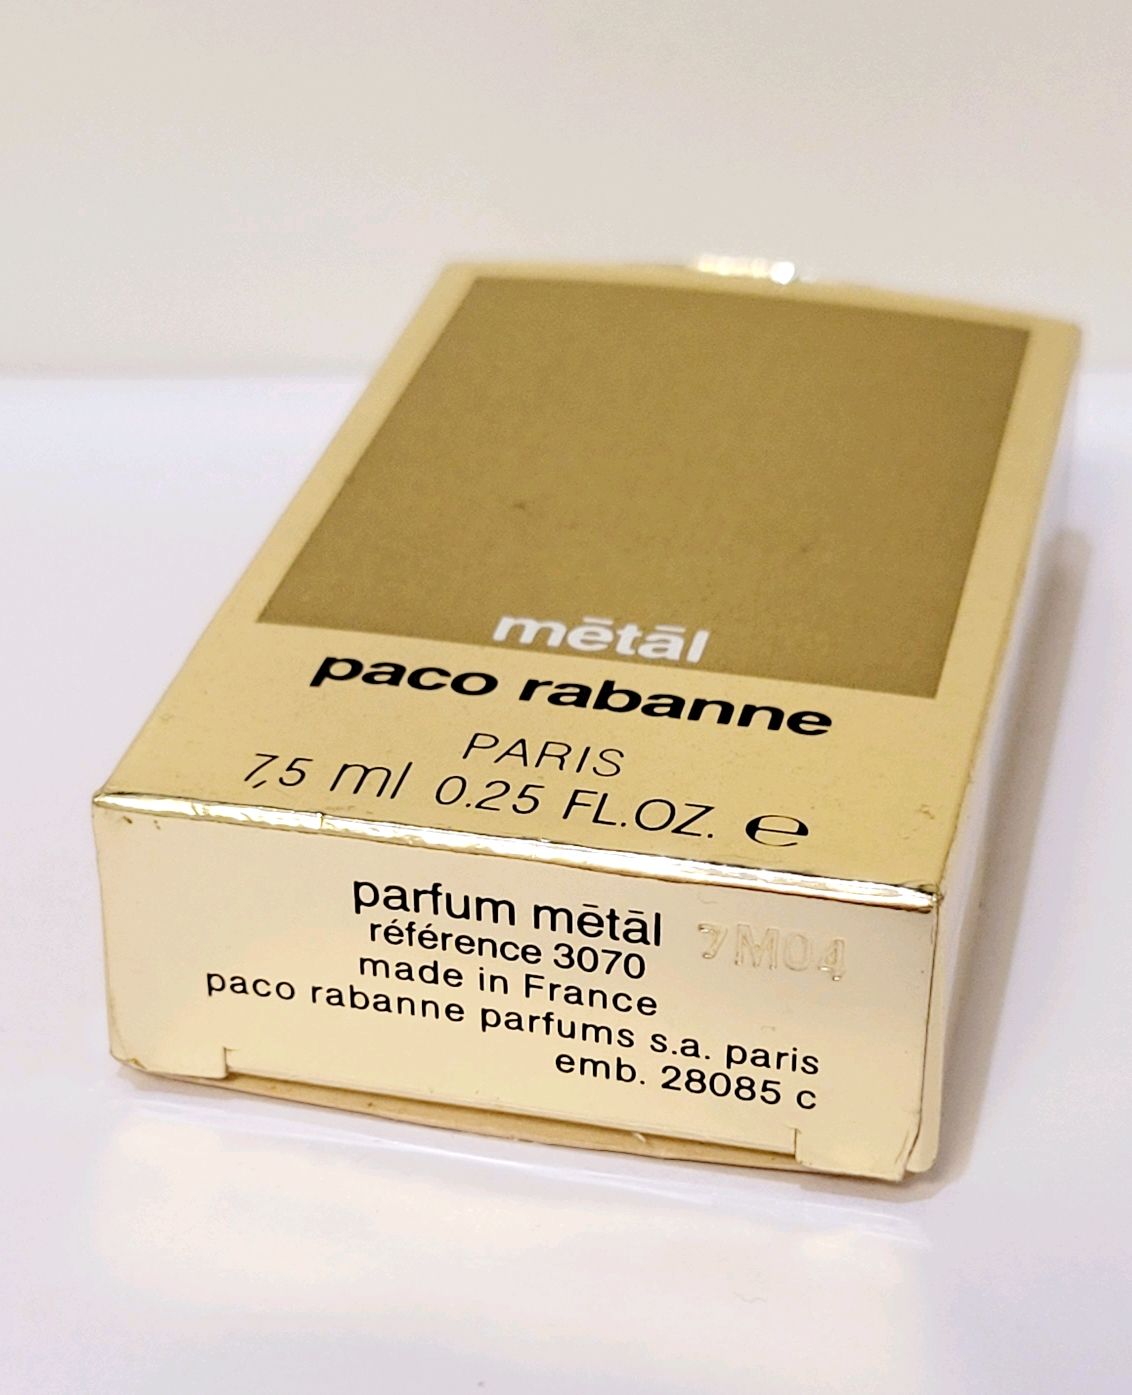 mētāl
paco rabanne
PARIS
7,5 ml 0.25 FL.OZ. ℮
parfum mētāl
référence 3070
made in France
paco rabanne parfums s.a. paris
emb. 28085 c
7M04